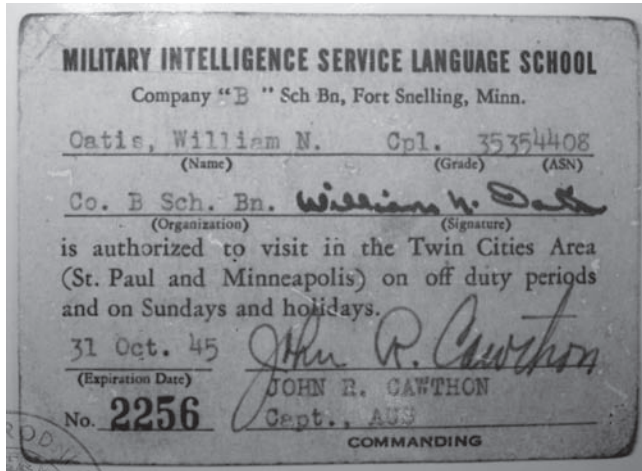 MILITARY INTELLIGENCE SERVICE LANGUAGE SCHOOL
Company "B" Sch Bn, Fort Snelling, Minn.
Oatis, William N. Cpl. 35354408
(Name) (Grade) (ASN)
Co. B Sch. Bn. William N. Oatis
(Organization) (Signature)
is authorized to visit in the Twin Cities Area
(St. Paul and Minneapolis) on off duty periods
and on Sundays and holidays.
31 Oct. 45 John R. Cawthon
(Expiration Date) JOHN R. CAWTHON
No. 2256 Capt., AUS
COMMANDING